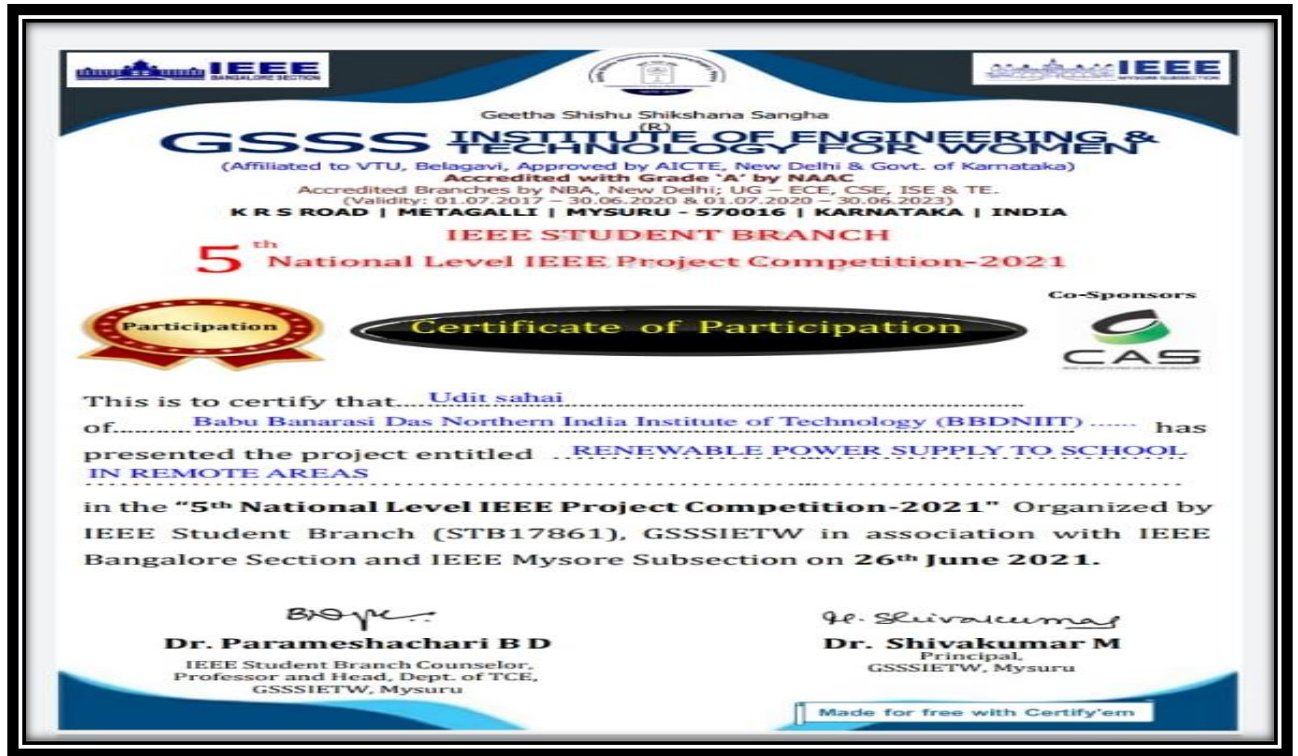 IEEE
BANGALORE SECTION
IEEE
MYSORE SUBSECTION
Geetha Shishu Shikshana Sangha
(R)
GSSS INSTITUTE OF ENGINEERING &
TECHNOLOGY FOR WOMEN
(Affiliated to VTU, Belagavi, Approved by AICTE, New Delhi & Govt. of Karnataka)
Accredited with Grade 'A' by NAAC
Accredited Branches by NBA, New Delhi; UG – ECE, CSE, ISE & TE.
(Validity: 01.07.2017 – 30.06.2020 & 01.07.2020 – 30.06.2023)
K R S ROAD | METAGALLI | MYSURU - 570016 | KARNATAKA | INDIA
IEEE STUDENT BRANCH
5th National Level IEEE Project Competition-2021
Co-Sponsors
Participation
Certificate of Participation
CAS
This is to certify that.... Udit sahai
of.......... Babu Banarasi Das Northern India Institute of Technology (BBDNIIT) ...... has
presented the project entitled ..RENEWABLE POWER SUPPLY TO SCHOOL
IN REMOTE AREAS
in the "5th National Level IEEE Project Competition-2021" Organized by
IEEE Student Branch (STB17861), GSSSIETW in association with IEEE
Bangalore Section and IEEE Mysore Subsection on 26th June 2021.
Dr. Parameshachari B D
IEEE Student Branch Counselor,
Professor and Head, Dept. of TCE,
GSSSIETW, Mysuru
H. Shivakumar
Dr. Shivakumar M
Principal,
GSSSIETW, Mysuru
Made for free with Certify'em